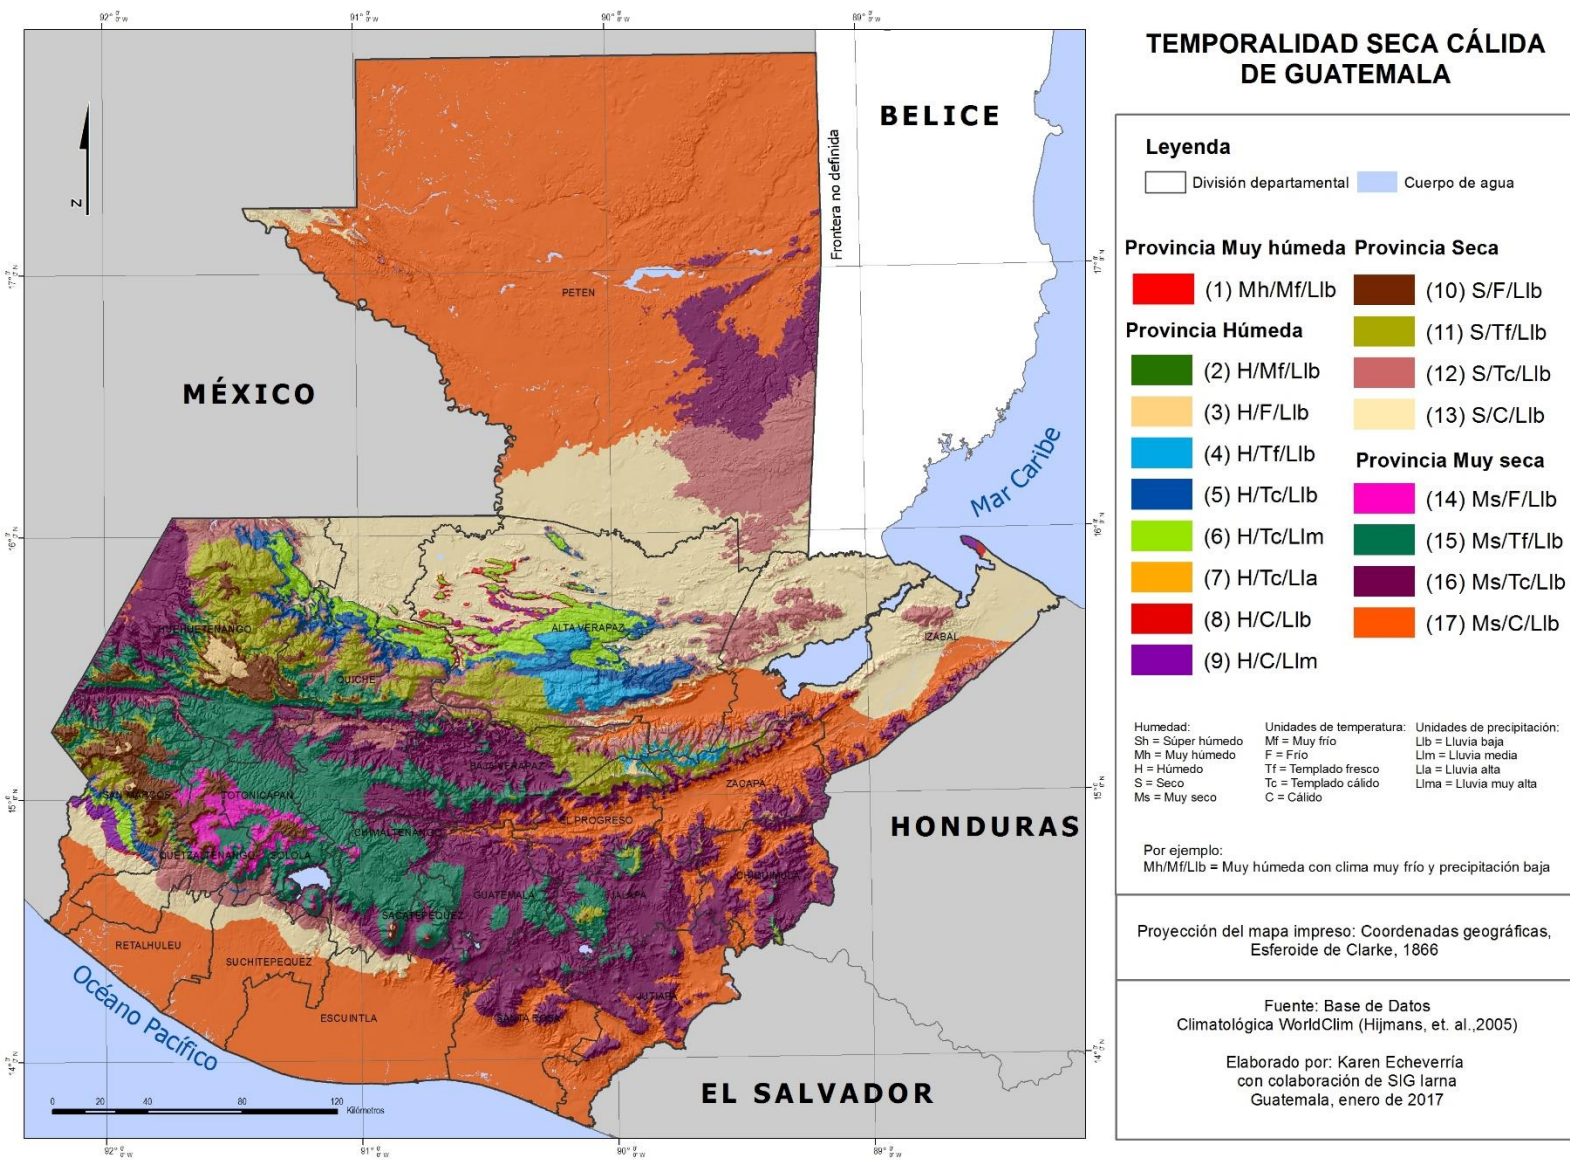 TEMPORALIDAD SECA CÁLIDA
DE GUATEMALA
Leyenda
División departamental
Cuerpo de agua
Provincia Muy húmeda
(1) Mh/Mf/Llb
Provincia Húmeda
(2) H/Mf/Llb
(3) H/F/Llb
(4) H/Tf/Llb
(5) H/Tc/Llb
(6) H/Tc/Llm
(7) H/Tc/Lla
(8) H/C/Llb
(9) H/C/Llm
Provincia Seca
(10) S/F/Llb
(11) S/Tf/Llb
(12) S/Tc/Llb
(13) S/C/Llb
Provincia Muy seca
(14) Ms/F/Llb
(15) Ms/Tf/Llb
(16) Ms/Tc/Llb
(17) Ms/C/Llb
Humedad:
Sh = Súper húmedo
Mh = Muy húmedo
H = Húmedo
S = Seco
Ms = Muy seco
Unidades de temperatura:
Mf = Muy frío
F = Frío
Tf = Templado fresco
Tc = Templado cálido
C = Cálido
Unidades de precipitación:
Llb = Lluvia baja
Llm = Lluvia media
Lla = Lluvia alta
Llma = Lluvia muy alta
Por ejemplo:
Mh/Mf/Llb = Muy húmeda con clima muy frío y precipitación baja
Proyección del mapa impreso: Coordenadas geográficas,
Esferoide de Clarke, 1866
Fuente: Base de Datos
Climatológica WorldClim (Hijmans, et. al.,2005)
Elaborado por: Karen Echeverría
con colaboración de SIG Iarna
Guatemala, enero de 2017
N
BELICE
Frontera no definida
MÉXICO
Mar Caribe
HONDURAS
EL SALVADOR
Océano Pacífico
PETEN
HUEHUETENANGO
QUICHE
ALTA VERAPAZ
IZABAL
BAJA VERAPAZ
ZACAPA
SAN MARCOS
TOTONICAPAN
EL PROGRESO
CHIMALTENANGO
QUETZALTENANGO
SOLOLA
GUATEMALA
JALAPA
CHIQUIMULA
SACATEPEQUEZ
RETALHULEU
SUCHITEPEQUEZ
ESCUINTLA
SANTA ROSA
JUTIAPA
0 20 40 80 120
Kilómetros